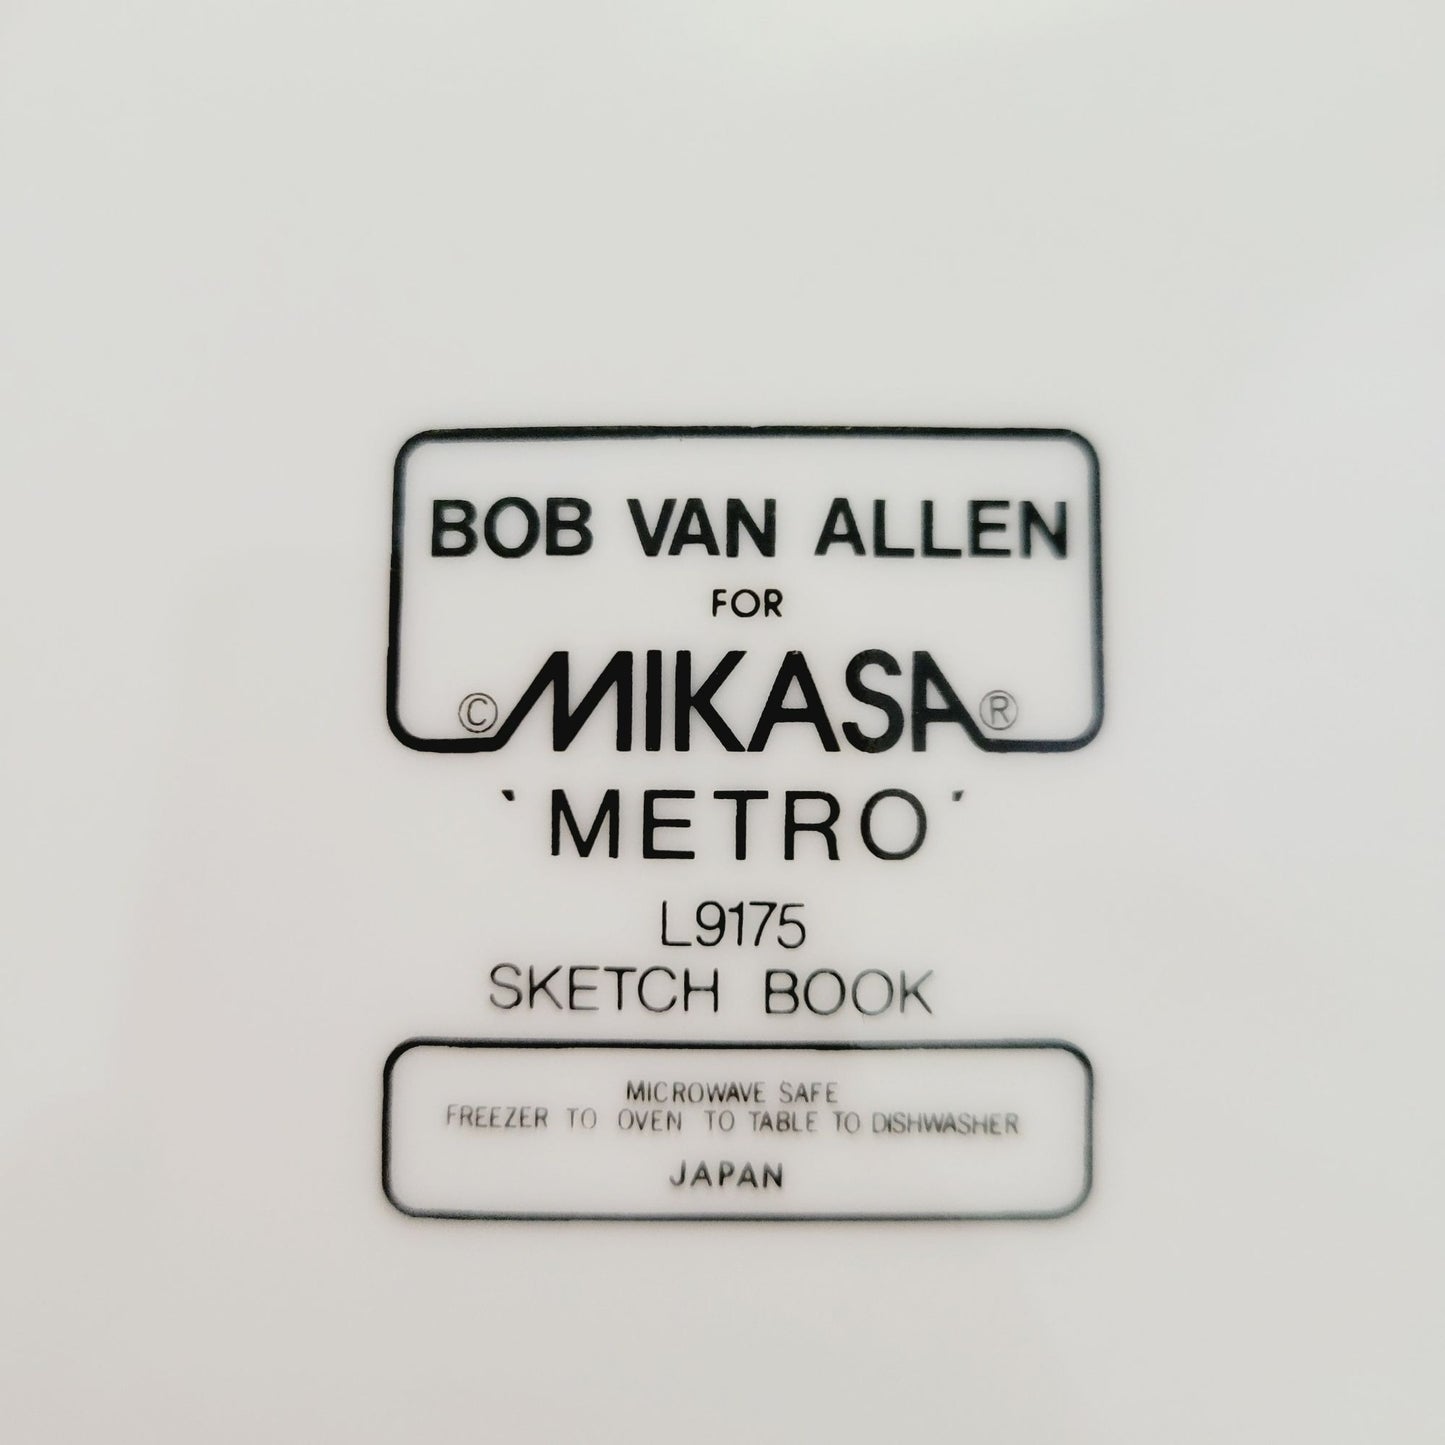 BOB VAN ALLEN
FOR
© MIKASA ®
'METRO'
L9175
SKETCH BOOK
MICROWAVE SAFE
FREEZER TO OVEN TO TABLE TO DISHWASHER
JAPAN